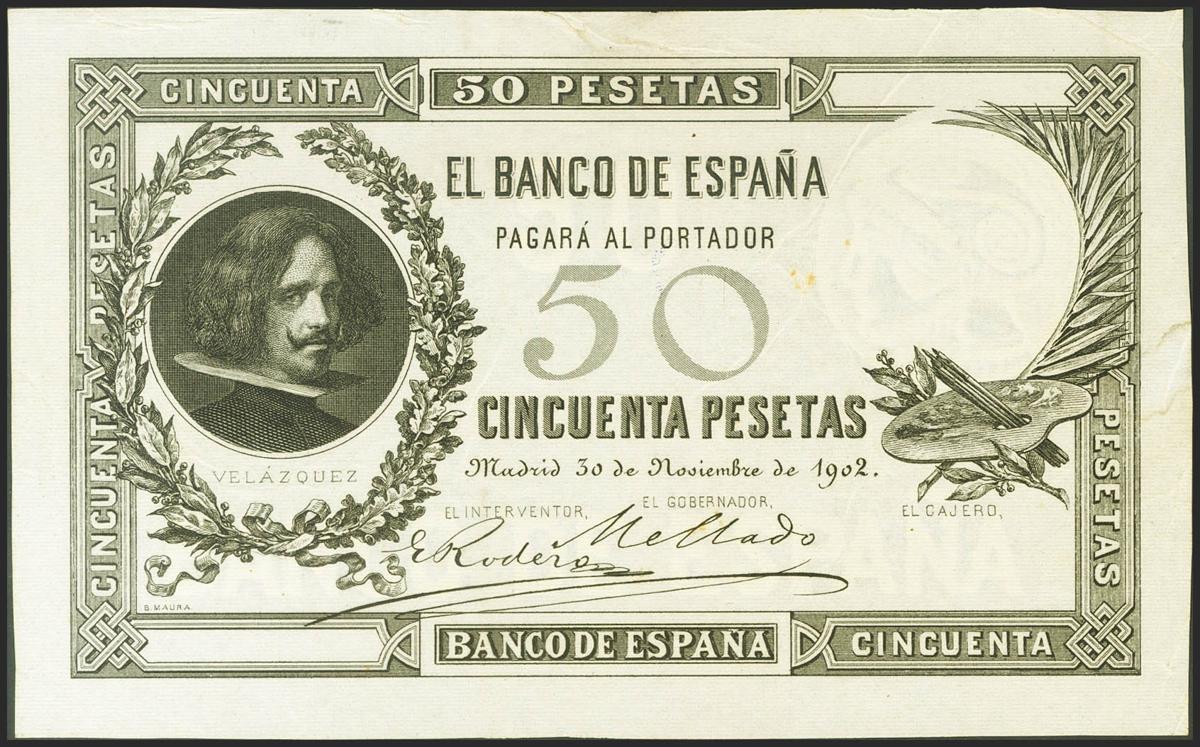 CINCUENTA
50 PESETAS
CINCUENTA PESETAS
EL BANCO DE ESPAÑA
PAGARÁ AL PORTADOR
50
CINCUENTA PESETAS
VELÁZQUEZ
Madrid 30 de Noviembre de 1902.
EL INTERVENTOR,
EL GOBERNADOR,
EL CAJERO,
E Rodero
Mellado
B. MAURA.
PESETAS
BANCO DE ESPAÑA
CINCUENTA